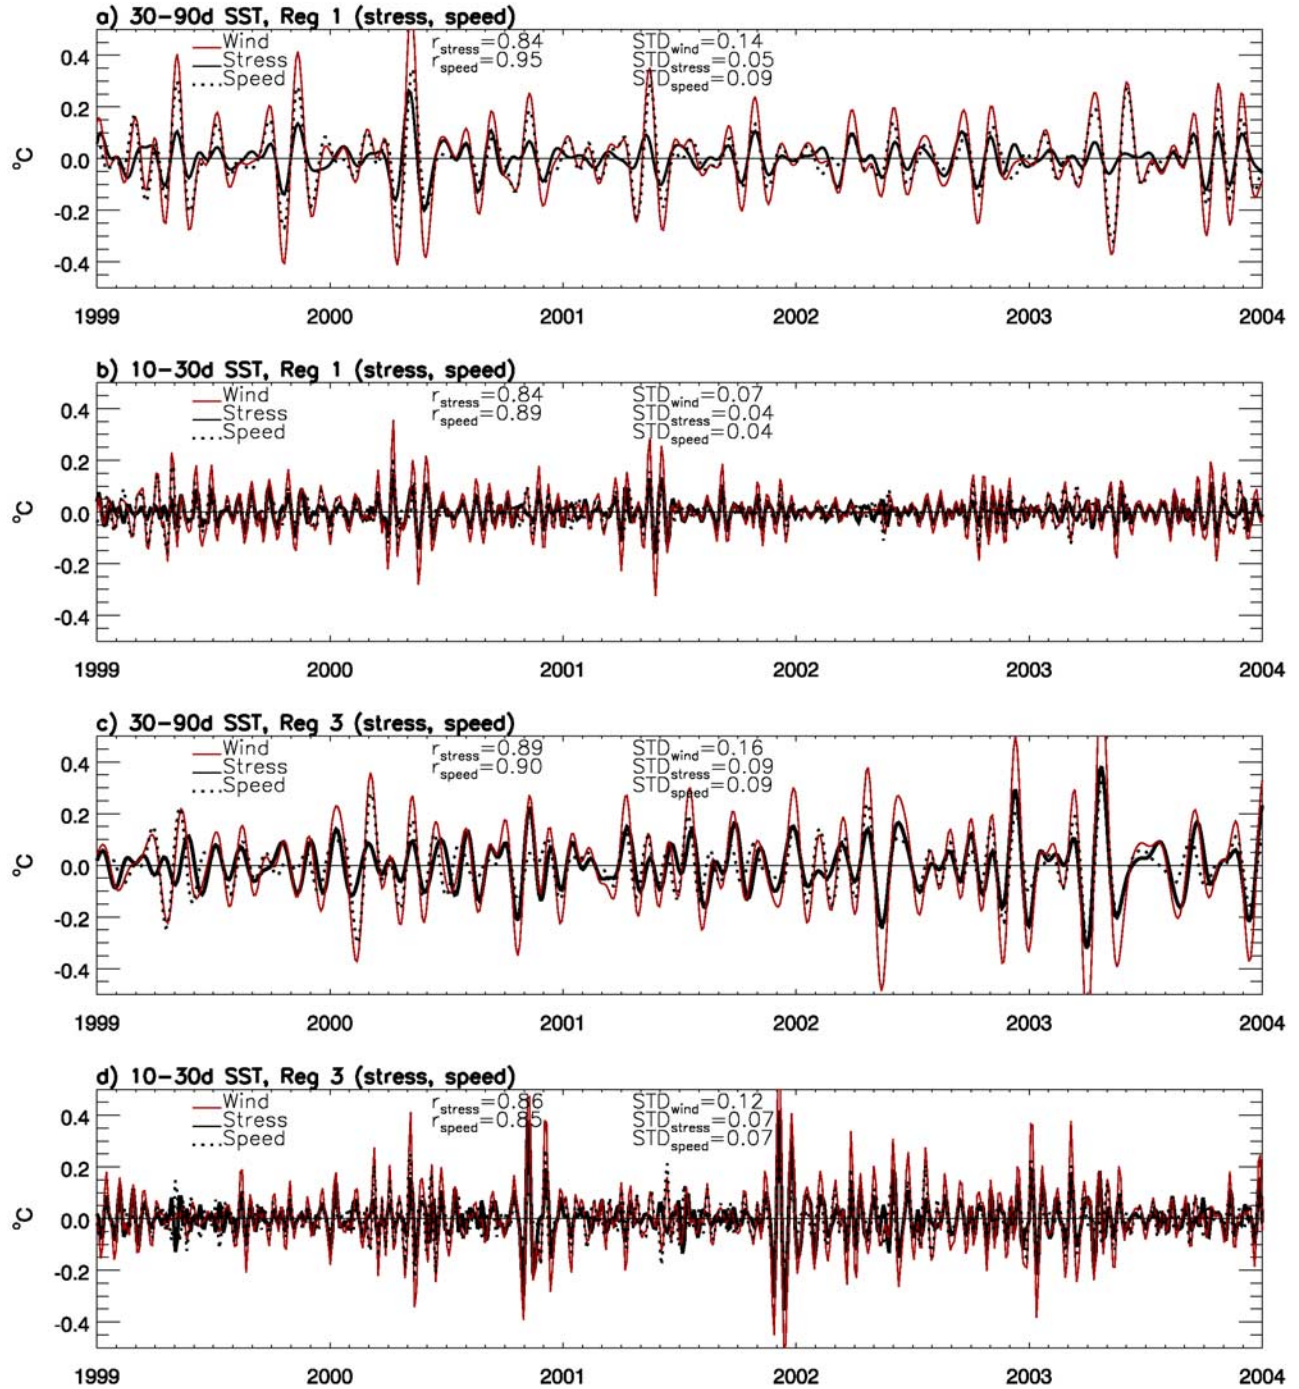 a) 30-90d SST, Reg 1 (stress, speed)
Wind r_stress=0.84 STD_wind=0.14
Stress r_speed=0.95 STD_stress=0.05
Speed STD_speed=0.09
0.4
0.2
0.0
-0.2
-0.4
°C
1999 2000 2001 2002 2003 2004
b) 10-30d SST, Reg 1 (stress, speed)
Wind r_stress=0.84 STD_wind=0.07
Stress r_speed=0.89 STD_stress=0.04
Speed STD_speed=0.04
0.4
0.2
0.0
-0.2
-0.4
°C
1999 2000 2001 2002 2003 2004
c) 30-90d SST, Reg 3 (stress, speed)
Wind r_stress=0.89 STD_wind=0.16
Stress r_speed=0.90 STD_stress=0.09
Speed STD_speed=0.09
0.4
0.2
0.0
-0.2
-0.4
°C
1999 2000 2001 2002 2003 2004
d) 10-30d SST, Reg 3 (stress, speed)
Wind r_stress=0.86 STD_wind=0.12
Stress r_speed=0.85 STD_stress=0.07
Speed STD_speed=0.07
0.4
0.2
0.0
-0.2
-0.4
°C
1999 2000 2001 2002 2003 2004